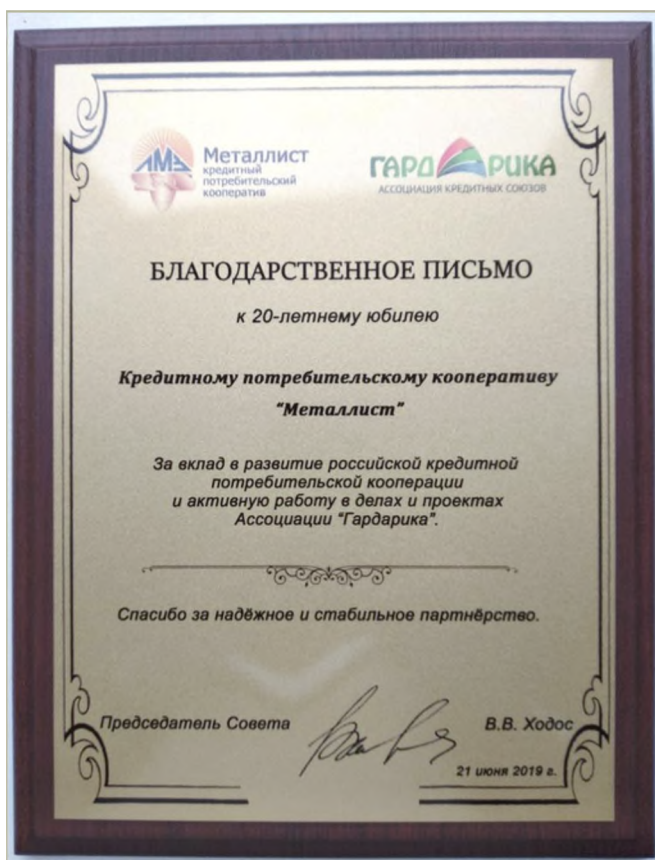 АМЗ
Металлист
кредитный
потребительский
кооператив
ГАРДАРИКА
АССОЦИАЦИЯ КРЕДИТНЫХ СОЮЗОВ
БЛАГОДАРСТВЕННОЕ ПИСЬМО
к 20-летнему юбилею
Кредитному потребительскому кооперативу
"Металлист"
За вклад в развитие российской кредитной
потребительской кооперации
и активную работу в делах и проектах
Ассоциации "Гардарика".
Спасибо за надёжное и стабильное партнёрство.
Председатель Совета
В.В. Ходос
21 июня 2019 г.